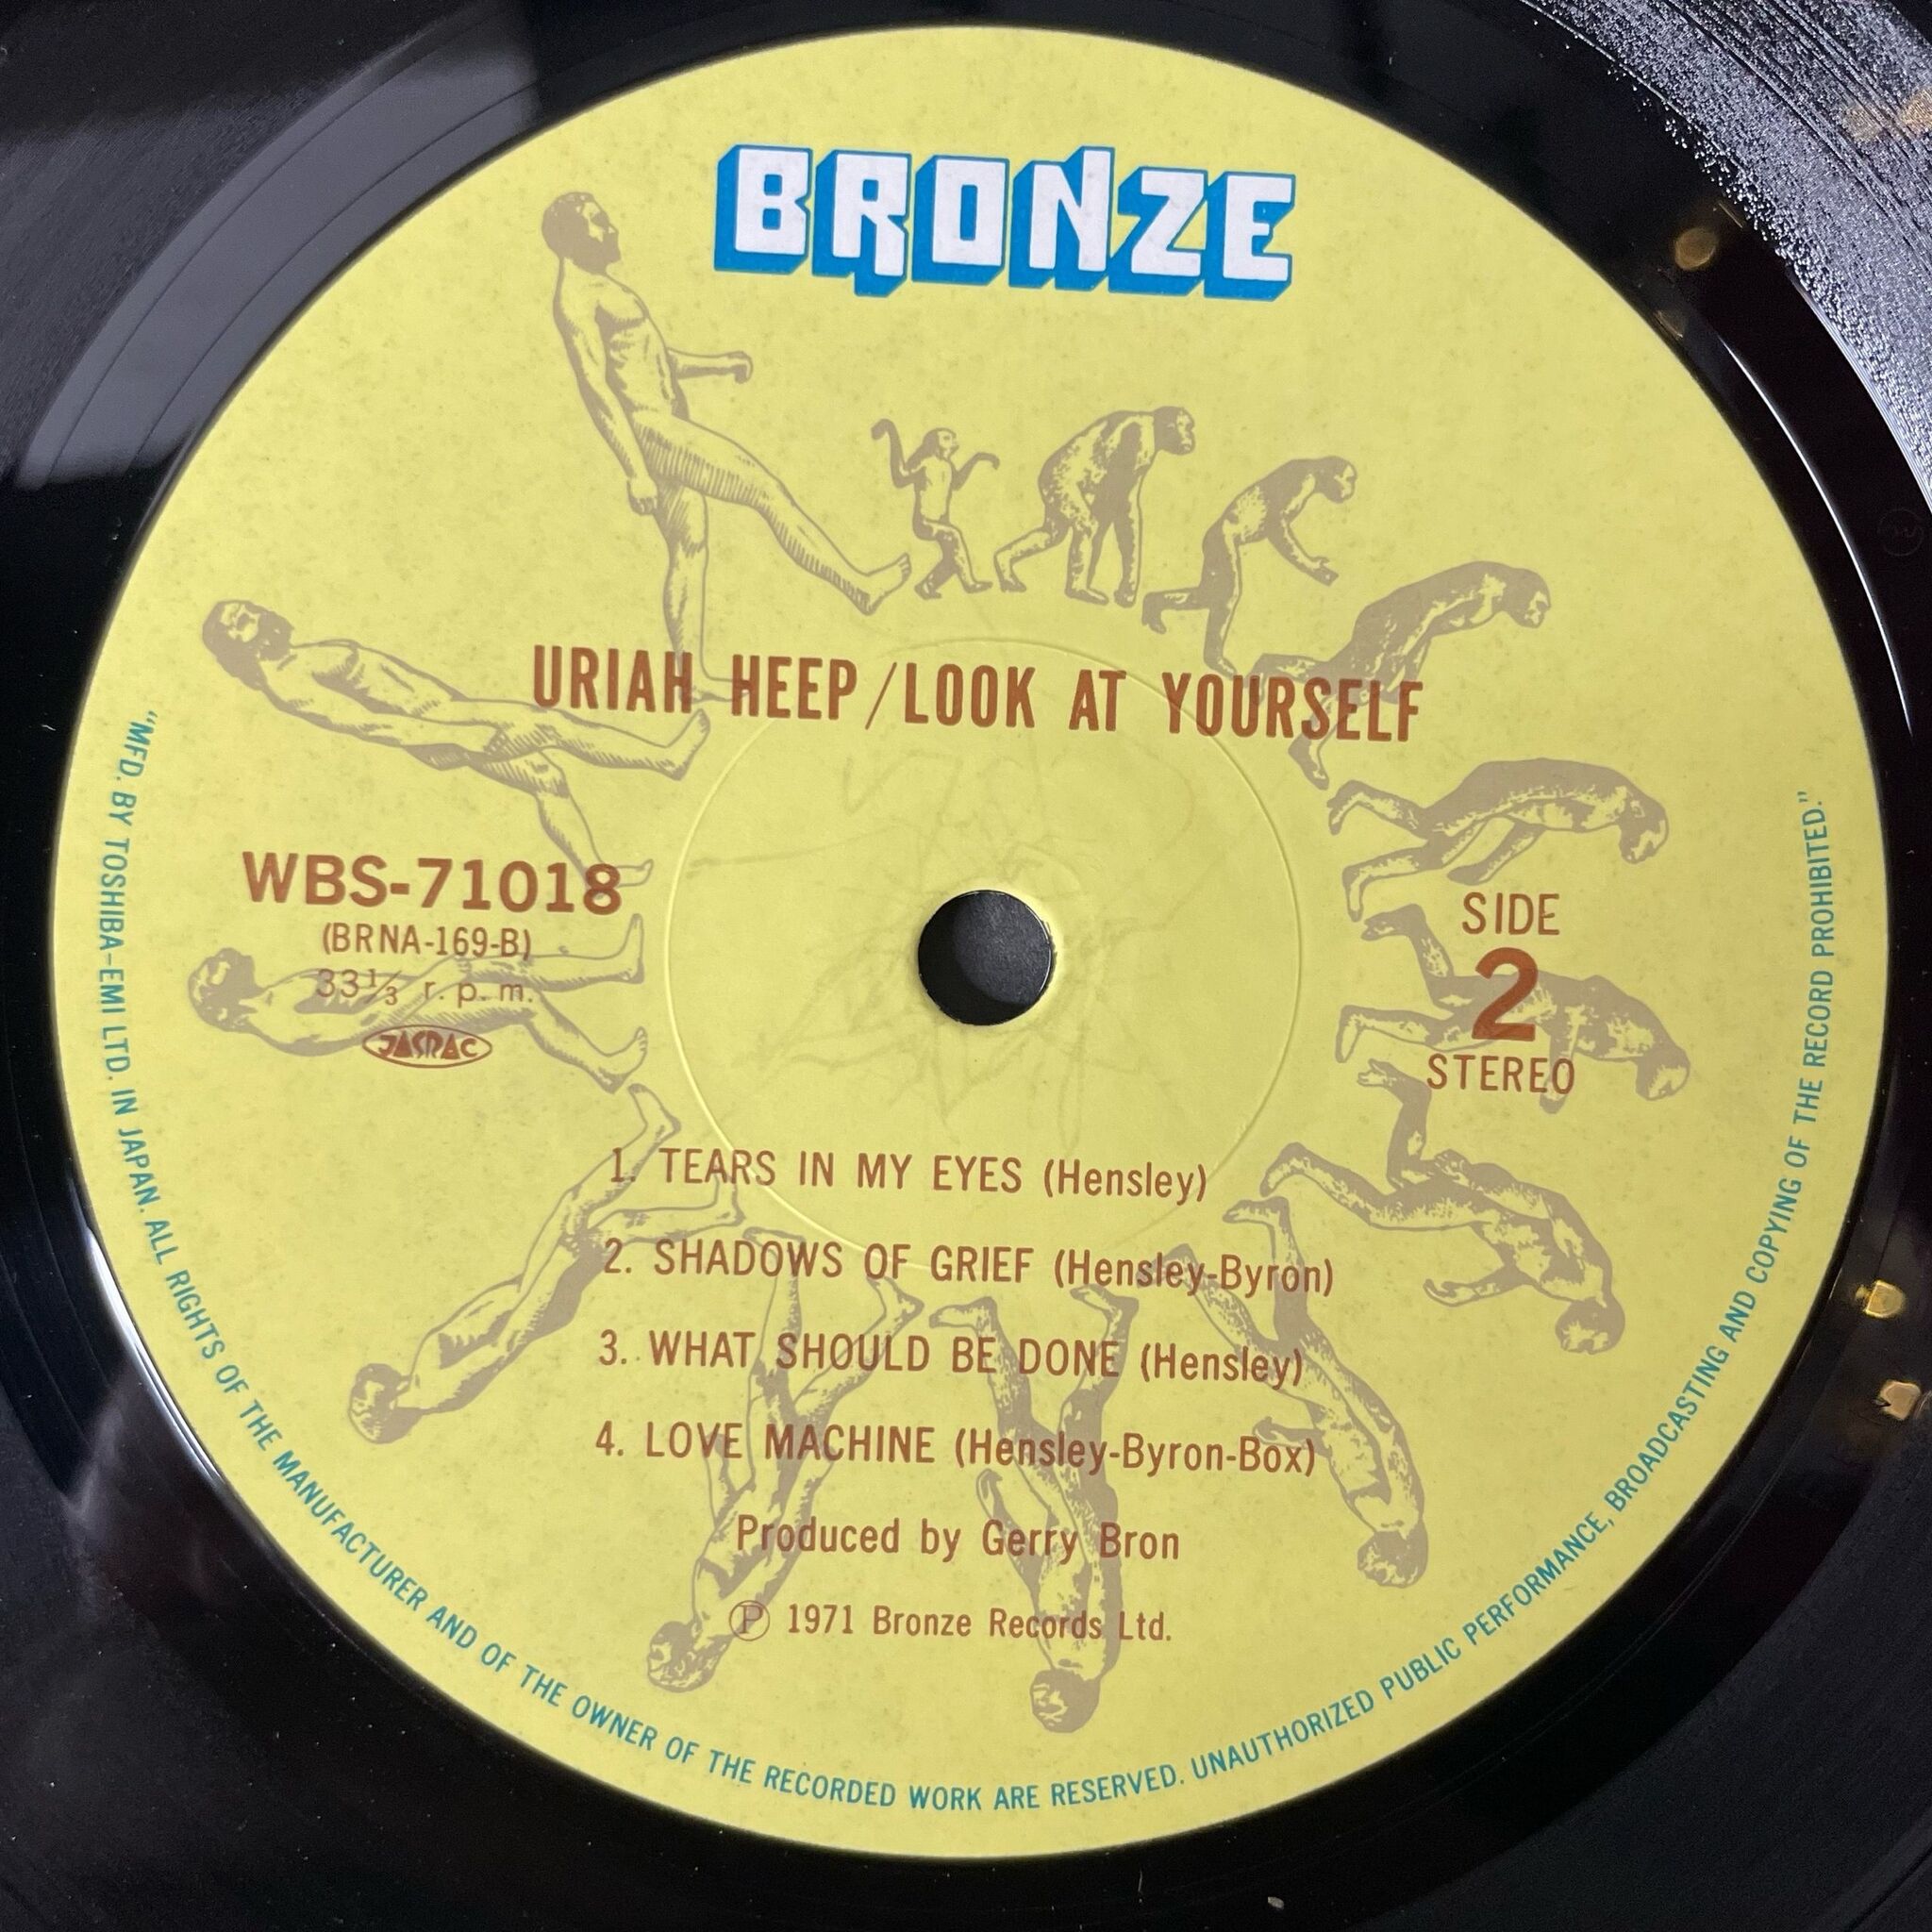 BRONZE
URIAH HEEP/LOOK AT YOURSELF
WBS-71018
(BRNA-169-B)
33⅓ r.p.m.
JASRAC
SIDE
2
STEREO
1. TEARS IN MY EYES (Hensley)
2. SHADOWS OF GRIEF (Hensley-Byron)
3. WHAT SHOULD BE DONE (Hensley)
4. LOVE MACHINE (Hensley-Byron-Box)
Produced by Gerry Bron
Ⓟ 1971 Bronze Records Ltd.
"MFD. BY TOSHIBA-EMI LTD. IN JAPAN. ALL RIGHTS OF THE MANUFACTURER AND OF THE OWNER OF THE RECORDED WORK ARE RESERVED. UNAUTHORIZED PUBLIC PERFORMANCE, BROADCASTING AND COPYING OF THE RECORD PROHIBITED."